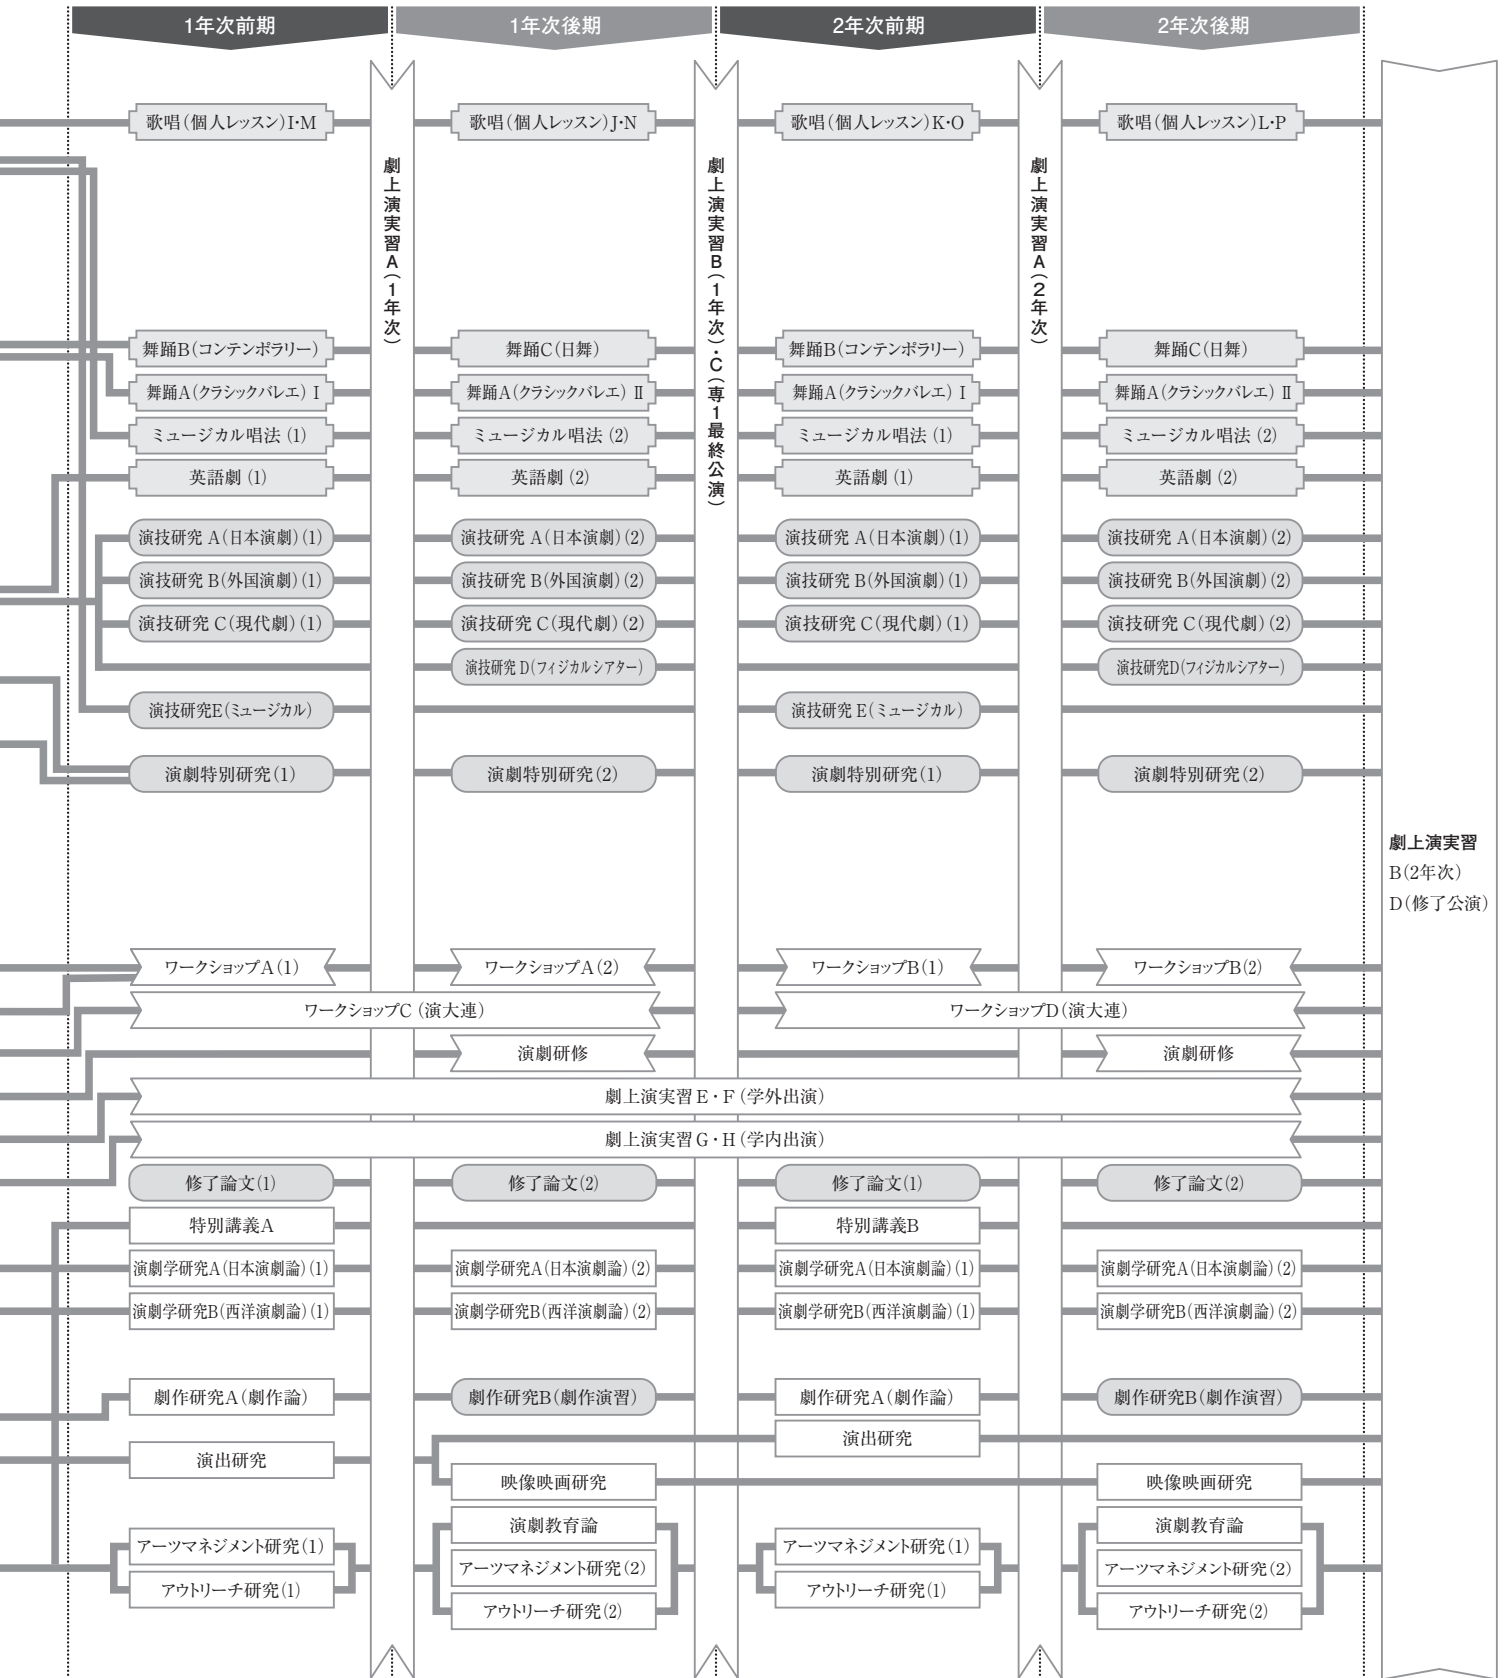 1年次前期
1年次後期
2年次前期
2年次後期
歌唱(個人レッスン)I·M
歌唱(個人レッスン)J·N
歌唱(個人レッスン)K·O
歌唱(個人レッスン)L·P
劇上演実習A(1年次)
劇上演実習B(1年次)・C(専1最終公演)
劇上演実習A(2年次)
舞踊B(コンテンポラリー)
舞踊C(日舞)
舞踊B(コンテンポラリー)
舞踊C(日舞)
舞踊A(クラシックバレエ) I
舞踊A(クラシックバレエ) II
舞踊A(クラシックバレエ) I
舞踊A(クラシックバレエ) II
ミュージカル唱法 (1)
ミュージカル唱法 (2)
ミュージカル唱法 (1)
ミュージカル唱法 (2)
英語劇 (1)
英語劇 (2)
英語劇 (1)
英語劇 (2)
演技研究 A(日本演劇)(1)
演技研究 A(日本演劇)(2)
演技研究 A(日本演劇)(1)
演技研究 A(日本演劇)(2)
演技研究 B(外国演劇)(1)
演技研究 B(外国演劇)(2)
演技研究 B(外国演劇)(1)
演技研究 B(外国演劇)(2)
演技研究 C(現代劇)(1)
演技研究 C(現代劇)(2)
演技研究 C(現代劇)(1)
演技研究 C(現代劇)(2)
演技研究 D(フィジカルシアター)
演技研究D(フィジカルシアター)
演技研究E(ミュージカル)
演技研究 E(ミュージカル)
演劇特別研究(1)
演劇特別研究(2)
演劇特別研究(1)
演劇特別研究(2)
劇上演実習
B(2年次)
D(修了公演)
ワークショップA(1)
ワークショップA(2)
ワークショップB(1)
ワークショップB(2)
ワークショップC (演大連)
ワークショップD(演大連)
演劇研修
演劇研修
劇上演実習E・F(学外出演)
劇上演実習G・H(学内出演)
修了論文(1)
修了論文(2)
修了論文(1)
修了論文(2)
特別講義A
特別講義B
演劇学研究A(日本演劇論)(1)
演劇学研究A(日本演劇論)(2)
演劇学研究A(日本演劇論)(1)
演劇学研究A(日本演劇論)(2)
演劇学研究B(西洋演劇論)(1)
演劇学研究B(西洋演劇論)(2)
演劇学研究B(西洋演劇論)(1)
演劇学研究B(西洋演劇論)(2)
劇作研究A(劇作論)
劇作研究B(劇作演習)
劇作研究A(劇作論)
劇作研究B(劇作演習)
演出研究
演出研究
映像映画研究
映像映画研究
演劇教育論
演劇教育論
アーツマネジメント研究(1)
アーツマネジメント研究(2)
アーツマネジメント研究(1)
アーツマネジメント研究(2)
アウトリーチ研究(1)
アウトリーチ研究(2)
アウトリーチ研究(1)
アウトリーチ研究(2)